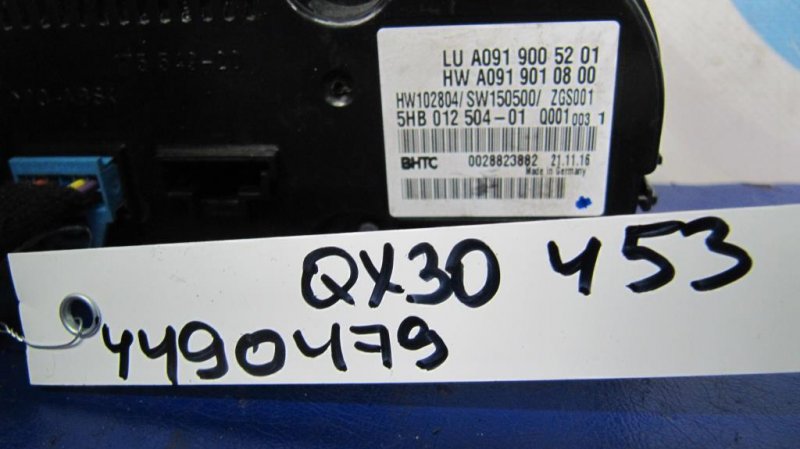 LU A091 900 52 01
HW A091 901 08 00
HW102804/ SW150500/ ZGS001
5HB 012 504-01 Q001 003 1
BHTC 0028823882 21.11.16
Made in Germany
QX30 453
4490479